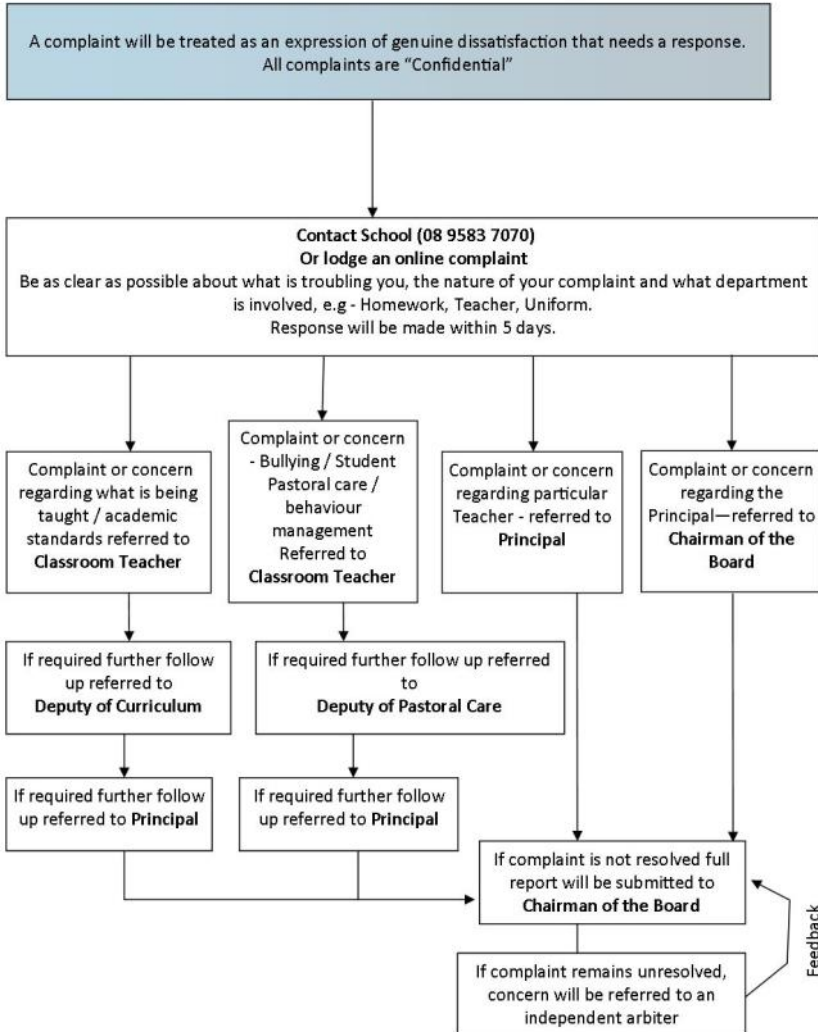 A complaint will be treated as an expression of genuine dissatisfaction that needs a response.
All complaints are “Confidential”
Contact School (08 9583 7070)
Or lodge an online complaint
Be as clear as possible about what is troubling you, the nature of your complaint and what department
is involved, e.g - Homework, Teacher, Uniform.
Response will be made within 5 days.
Complaint or concern
regarding what is being
taught / academic
standards referred to
Classroom Teacher
Complaint or concern
- Bullying / Student
Pastoral care /
behaviour
management
Referred to
Classroom Teacher
Complaint or concern
regarding particular
Teacher - referred to
Principal
Complaint or concern
regarding the
Principal—referred to
Chairman of the
Board
If required further follow
up referred to
Deputy of Curriculum
If required further follow up referred
to
Deputy of Pastoral Care
If required further follow
up referred to Principal
If required further follow
up referred to Principal
If complaint is not resolved full
report will be submitted to
Chairman of the Board
Feedback
If complaint remains unresolved,
concern will be referred to an
independent arbiter